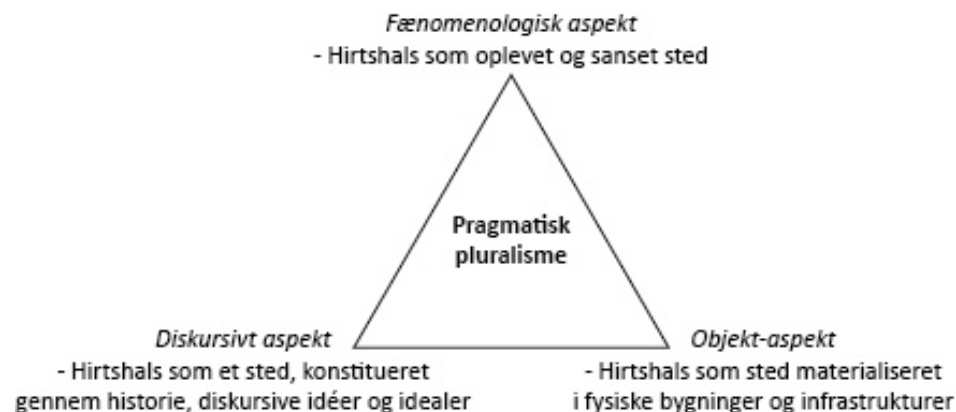 Fænomenologisk aspekt
- Hirtshals som oplevet og sanset sted
Pragmatisk
pluralisme
Diskursivt aspekt
- Hirtshals som et sted, konstitueret
gennem historie, diskursive idéer og idealer
Objekt-aspekt
- Hirtshals som sted materialiseret
i fysiske bygninger og infrastrukturer